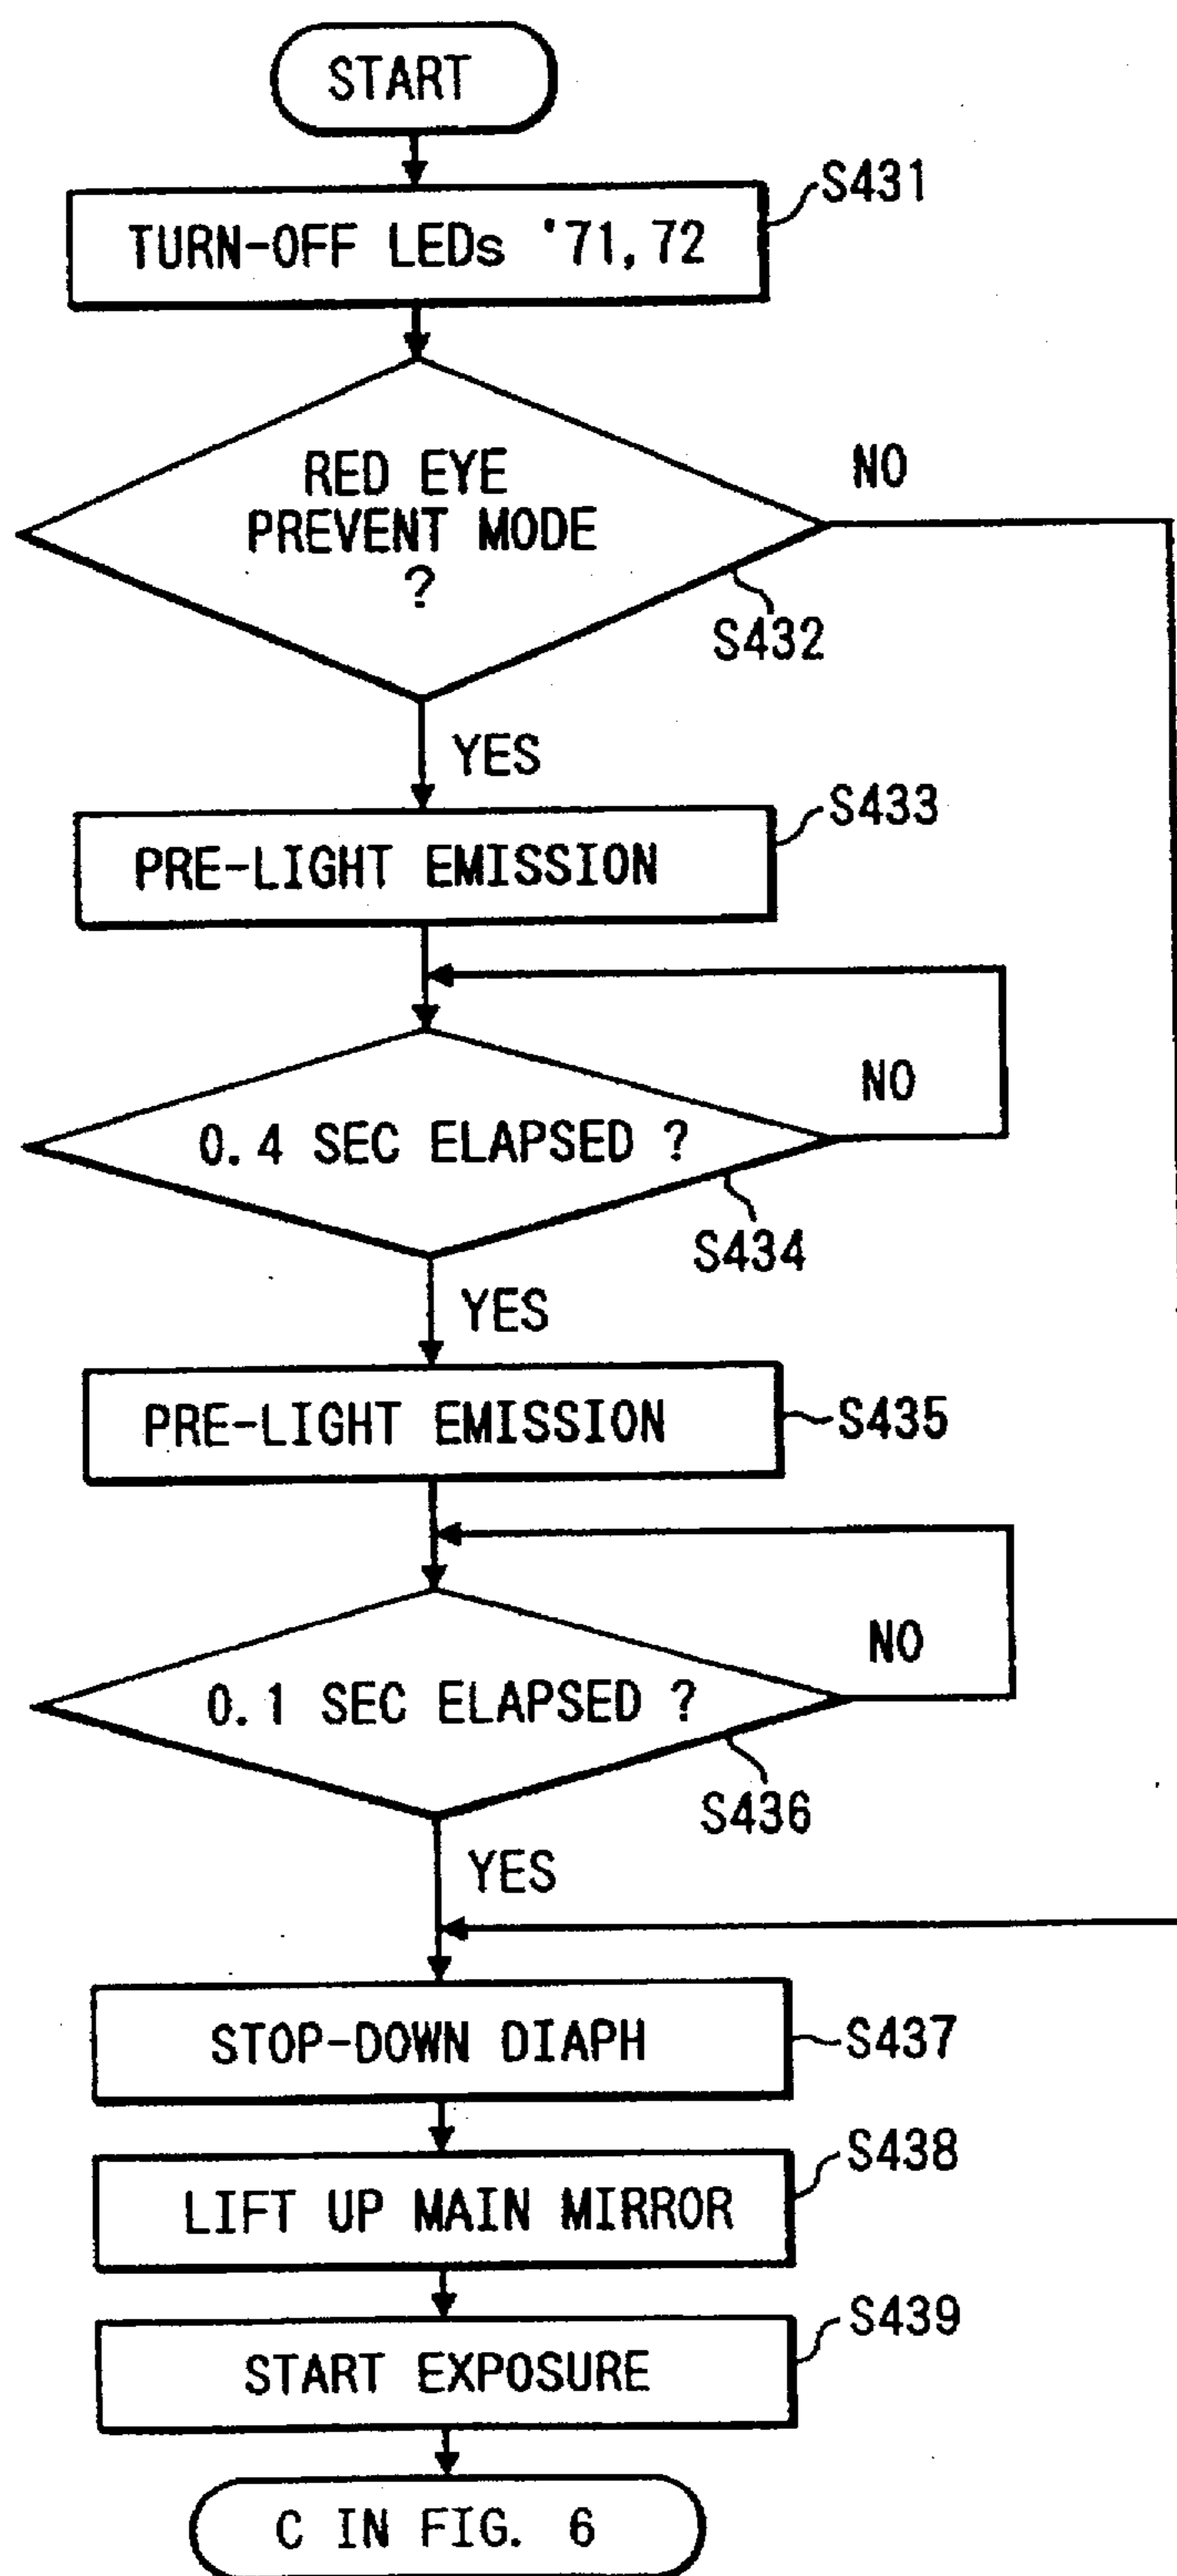 START
S431
TURN-OFF LEDs '71, 72
RED EYE
PREVENT MODE
?
NO
S432
YES
S433
PRE-LIGHT EMISSION
0.4 SEC ELAPSED ?
NO
S434
YES
PRE-LIGHT EMISSION
S435
0.1 SEC ELAPSED ?
NO
S436
YES
STOP-DOWN DIAPH
S437
S438
LIFT UP MAIN MIRROR
S439
START EXPOSURE
C IN FIG. 6